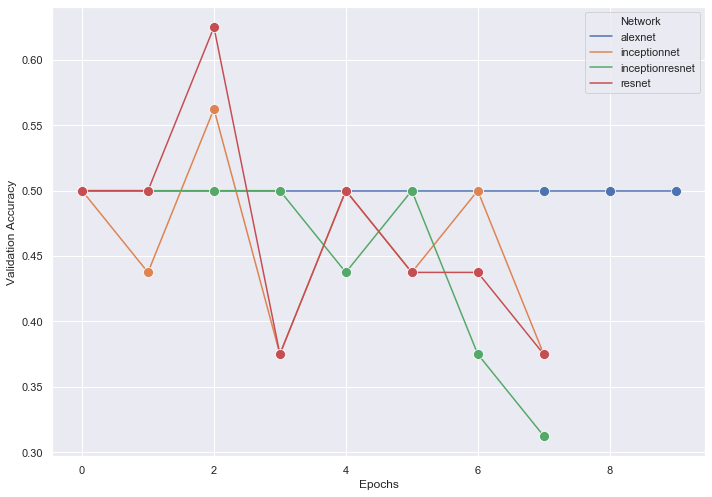 Network
alexnet
inceptionnet
inceptionresnet
resnet
Validation Accuracy
0.60
0.55
0.50
0.45
0.40
0.35
0.30
0 2 4 6 8
Epochs